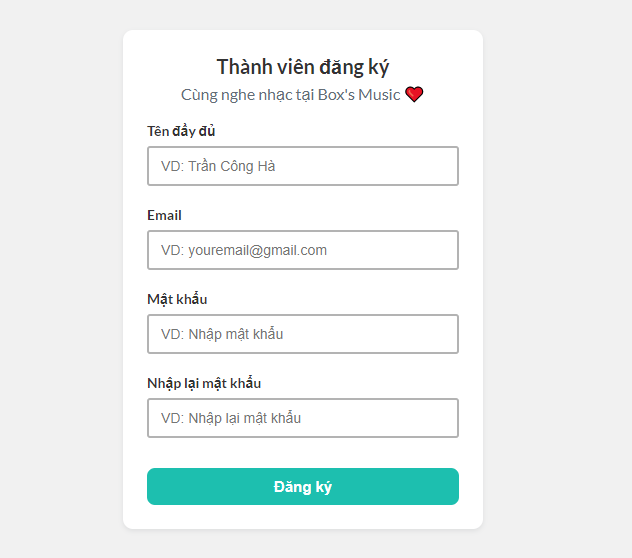 Thành viên đăng ký
Cùng nghe nhạc tại Box's Music ❤️
Tên đầy đủ
VD: Trần Công Hà
Email
VD: youremail@gmail.com
Mật khẩu
VD: Nhập mật khẩu
Nhập lại mật khẩu
VD: Nhập lại mật khẩu
Đăng ký